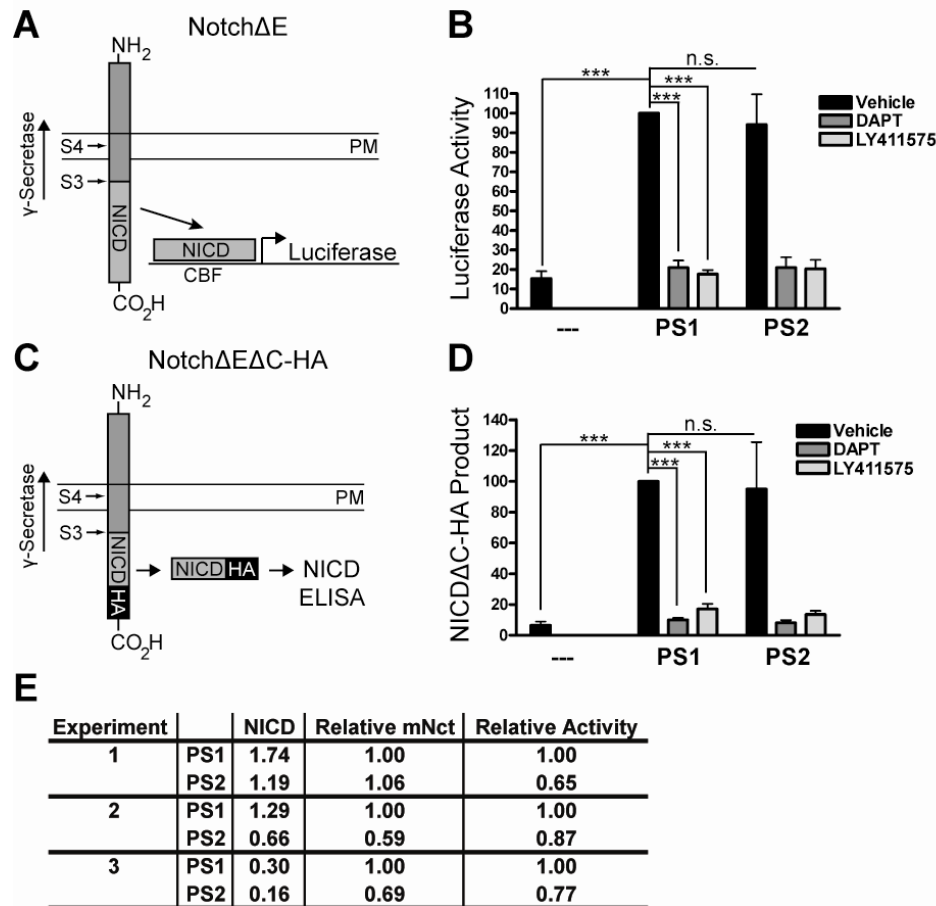 A
NotchΔE
NH2
γ-Secretase
S4
PM
S3
NICD
NICD
Luciferase
CBF
CO2H
B
n.s.
***
***
***
Luciferase Activity
110
100
90
80
70
60
50
40
30
20
10
0
Vehicle
DAPT
LY411575
---
PS1
PS2
C
NotchΔEΔC-HA
NH2
γ-Secretase
S4
PM
S3
NICD
HA
NICD HA
NICD
ELISA
CO2H
D
n.s.
***
***
***
NICDΔC-HA Product
140
120
100
80
60
40
20
0
Vehicle
DAPT
LY411575
---
PS1
PS2
E
Experiment NICD Relative mNct Relative Activity
1 PS1 1.74 1.00 1.00
PS2 1.19 1.06 0.65
2 PS1 1.29 1.00 1.00
PS2 0.66 0.59 0.87
3 PS1 0.30 1.00 1.00
PS2 0.16 0.69 0.77